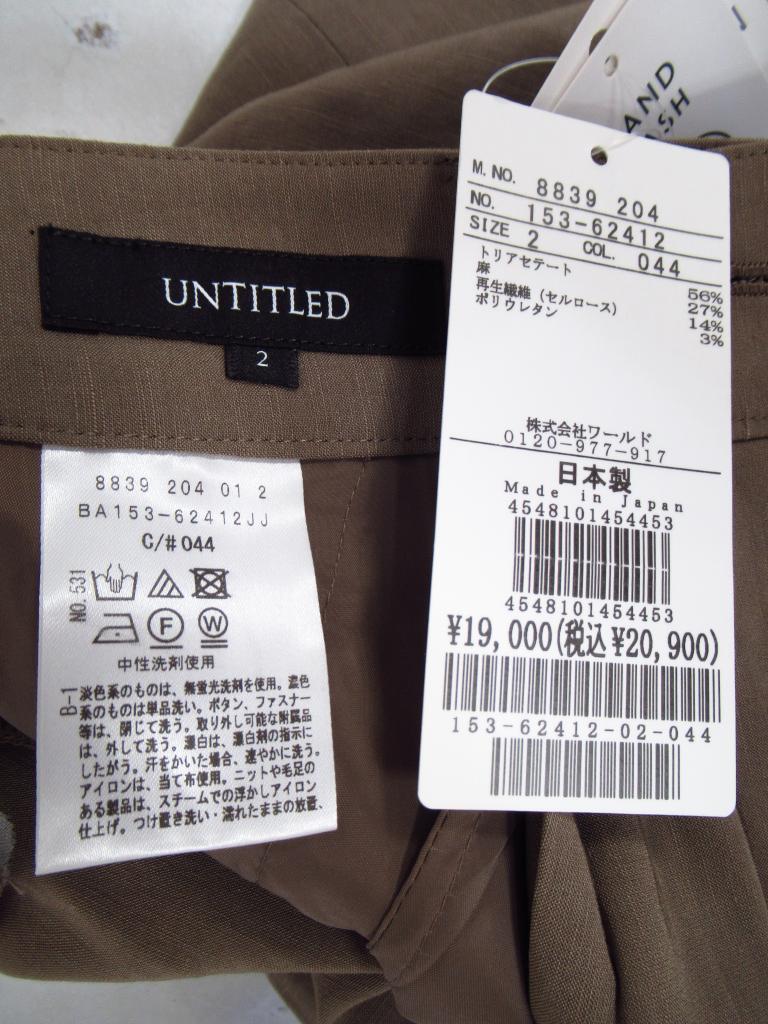 AND
SH
UNTITLED
2
8839 204 01 2
BA153-62412JJ
C/# 044
NO. 531
F W
中性洗剤使用
B-1
淡色系のものは、無蛍光洗剤を使用。濃色
系のものは単品洗い。ボタン、ファスナー
等は、閉じて洗う。取り外し可能な附属品
は、外して洗う。漂白は、漂白剤の指示に
したがう。汗をかいた場合、速やかに洗う。
アイロンは、当て布使用。ニットや毛足の
ある製品は、スチームでの浮かしアイロン
仕上げ。つけ置き洗い・濡れたままの放置、
M. NO. 8839 204
NO. 153-62412
SIZE 2 COL. 044
トリアセテート 56%
麻 27%
再生繊維（セルロース） 14%
ポリウレタン 3%
株式会社ワールド
0120-977-917
日本製
Made in Japan
4548101454453
4548101454453
¥19,000(税込¥20,900)
153-62412-02-044